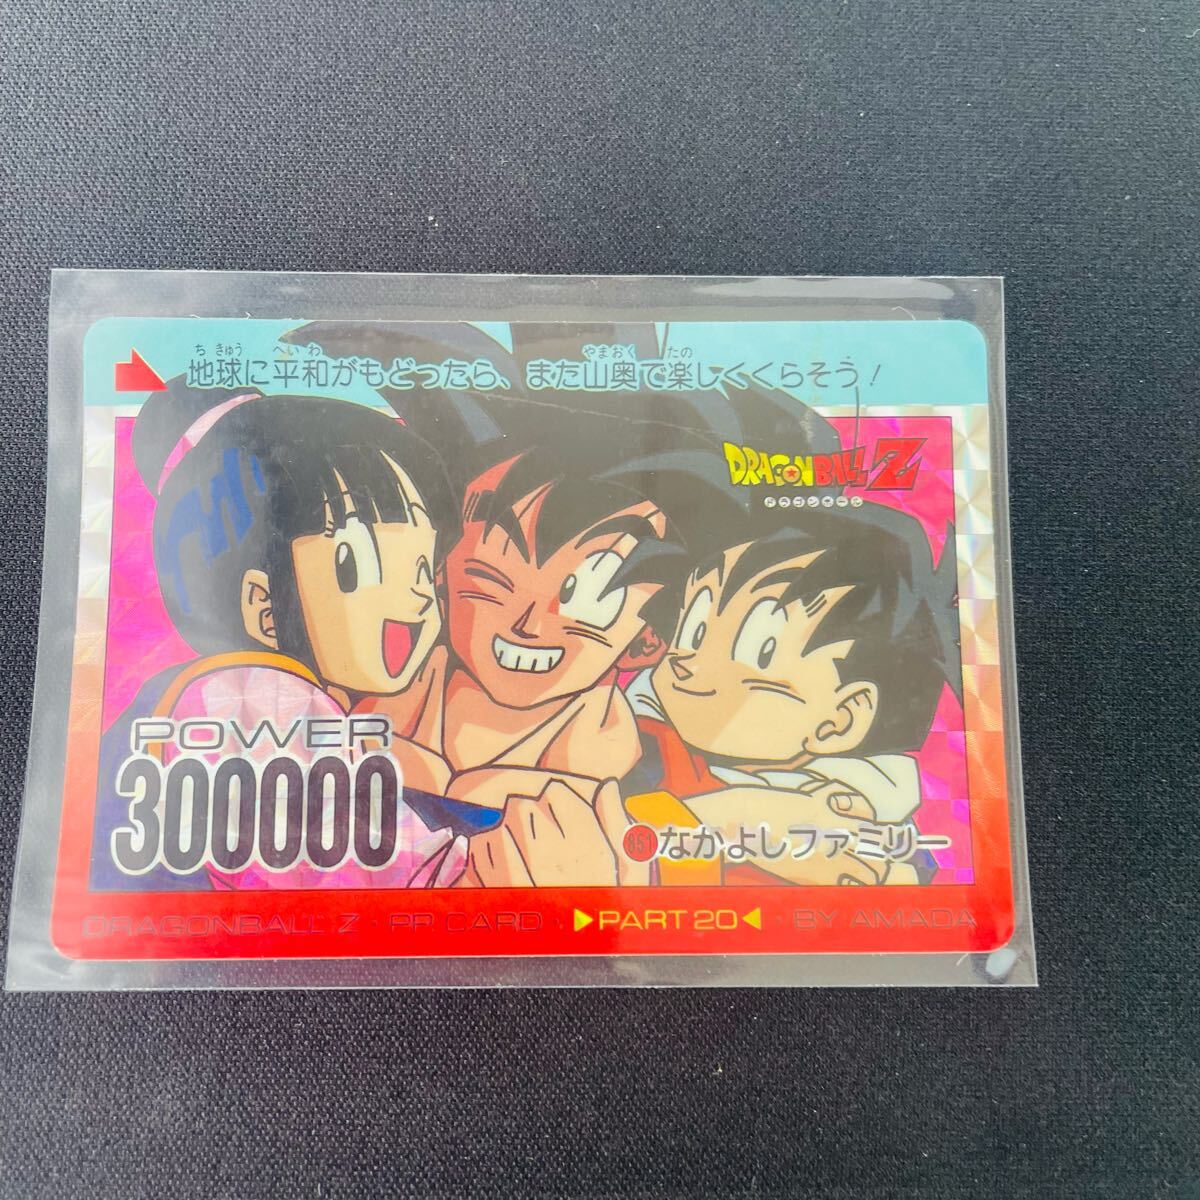 ち きゅう へい わ やまおく たの
地球に平和がもどったら、また山奥で楽しくくらそう!
DRAGONBALL Z
ドラゴンボール
POWER
300000
851 なかよしファミリー
DRAGONBALL Z · PP CARD · ▶PART 20◀ · BY AMADA